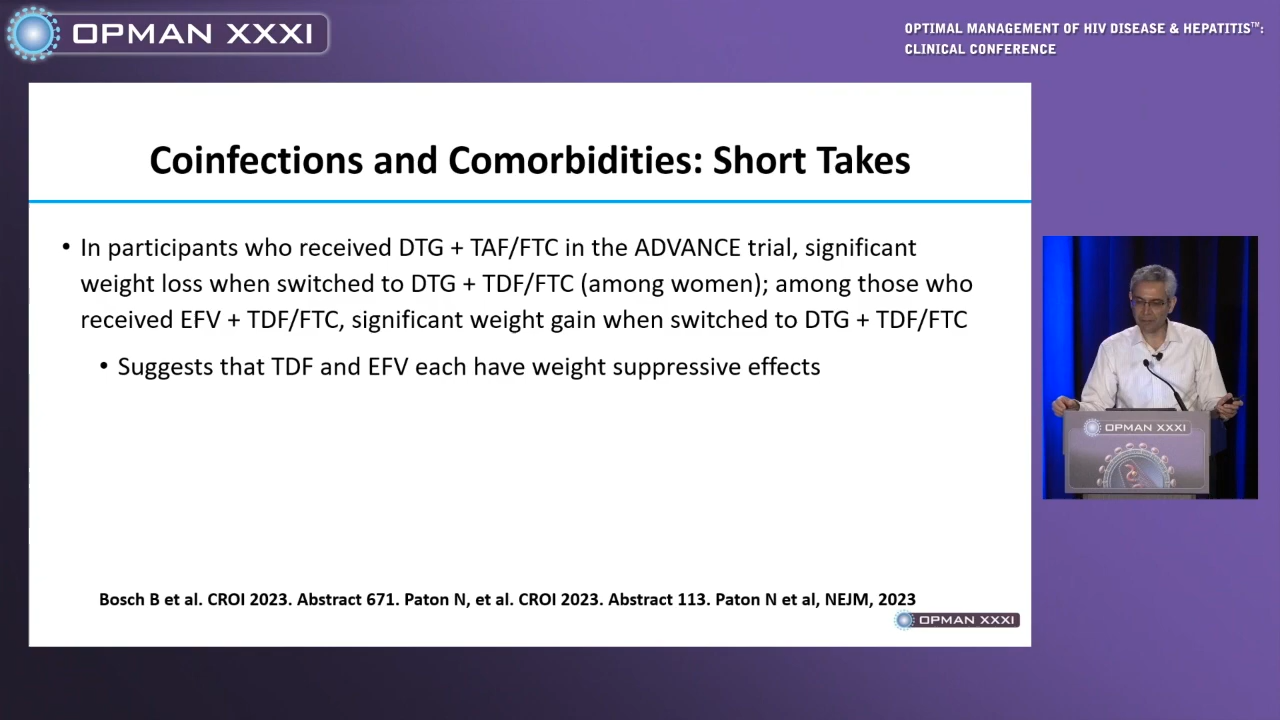 OPMAN XXXI
OPTIMAL MANAGEMENT OF HIV DISEASE & HEPATITIS™:
CLINICAL CONFERENCE
Coinfections and Comorbidities: Short Takes
• In participants who received DTG + TAF/FTC in the ADVANCE trial, significant
weight loss when switched to DTG + TDF/FTC (among women); among those who
received EFV + TDF/FTC, significant weight gain when switched to DTG + TDF/FTC
• Suggests that TDF and EFV each have weight suppressive effects
Bosch B et al. CROI 2023. Abstract 671. Paton N, et al. CROI 2023. Abstract 113. Paton N et al, NEJM, 2023
OPMAN XXXI
OPMAN XXXI